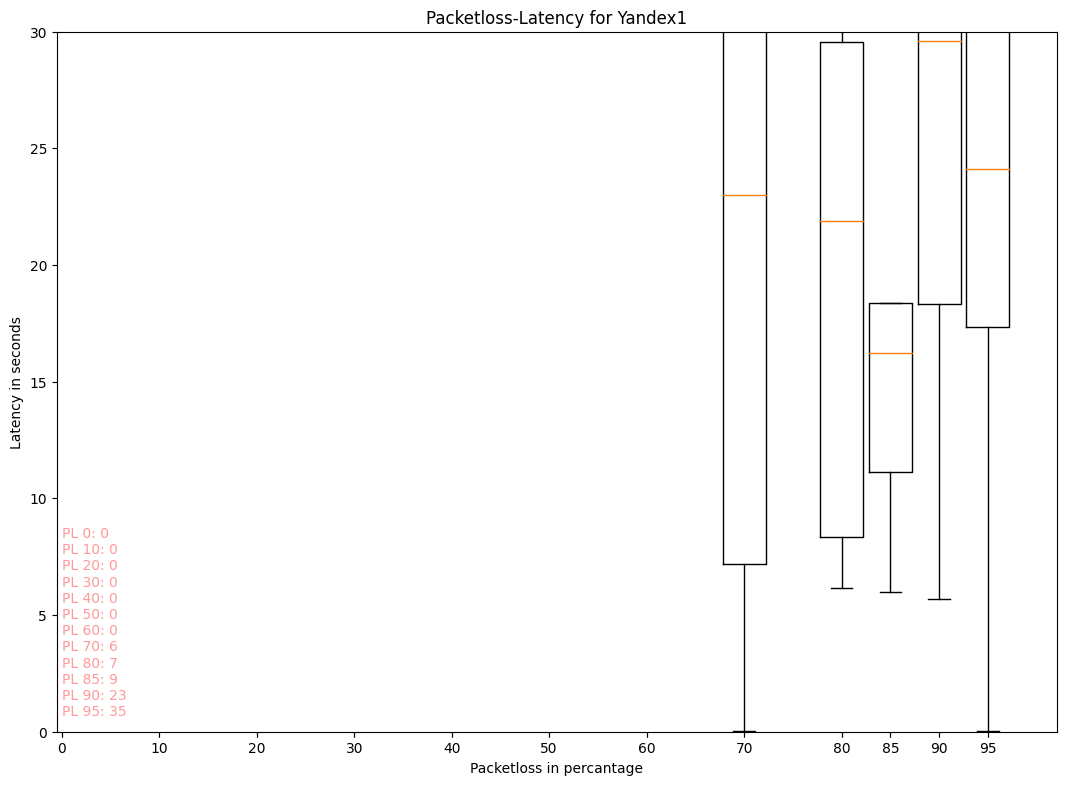 Packetloss-Latency for Yandex1
30
25
20
15
10
5
0
Latency in seconds
PL 0: 0
PL 10: 0
PL 20: 0
PL 30: 0
PL 40: 0
PL 50: 0
PL 60: 0
PL 70: 6
PL 80: 7
PL 85: 9
PL 90: 23
PL 95: 35
0 10 20 30 40 50 60 70 80 85 90 95
Packetloss in percantage